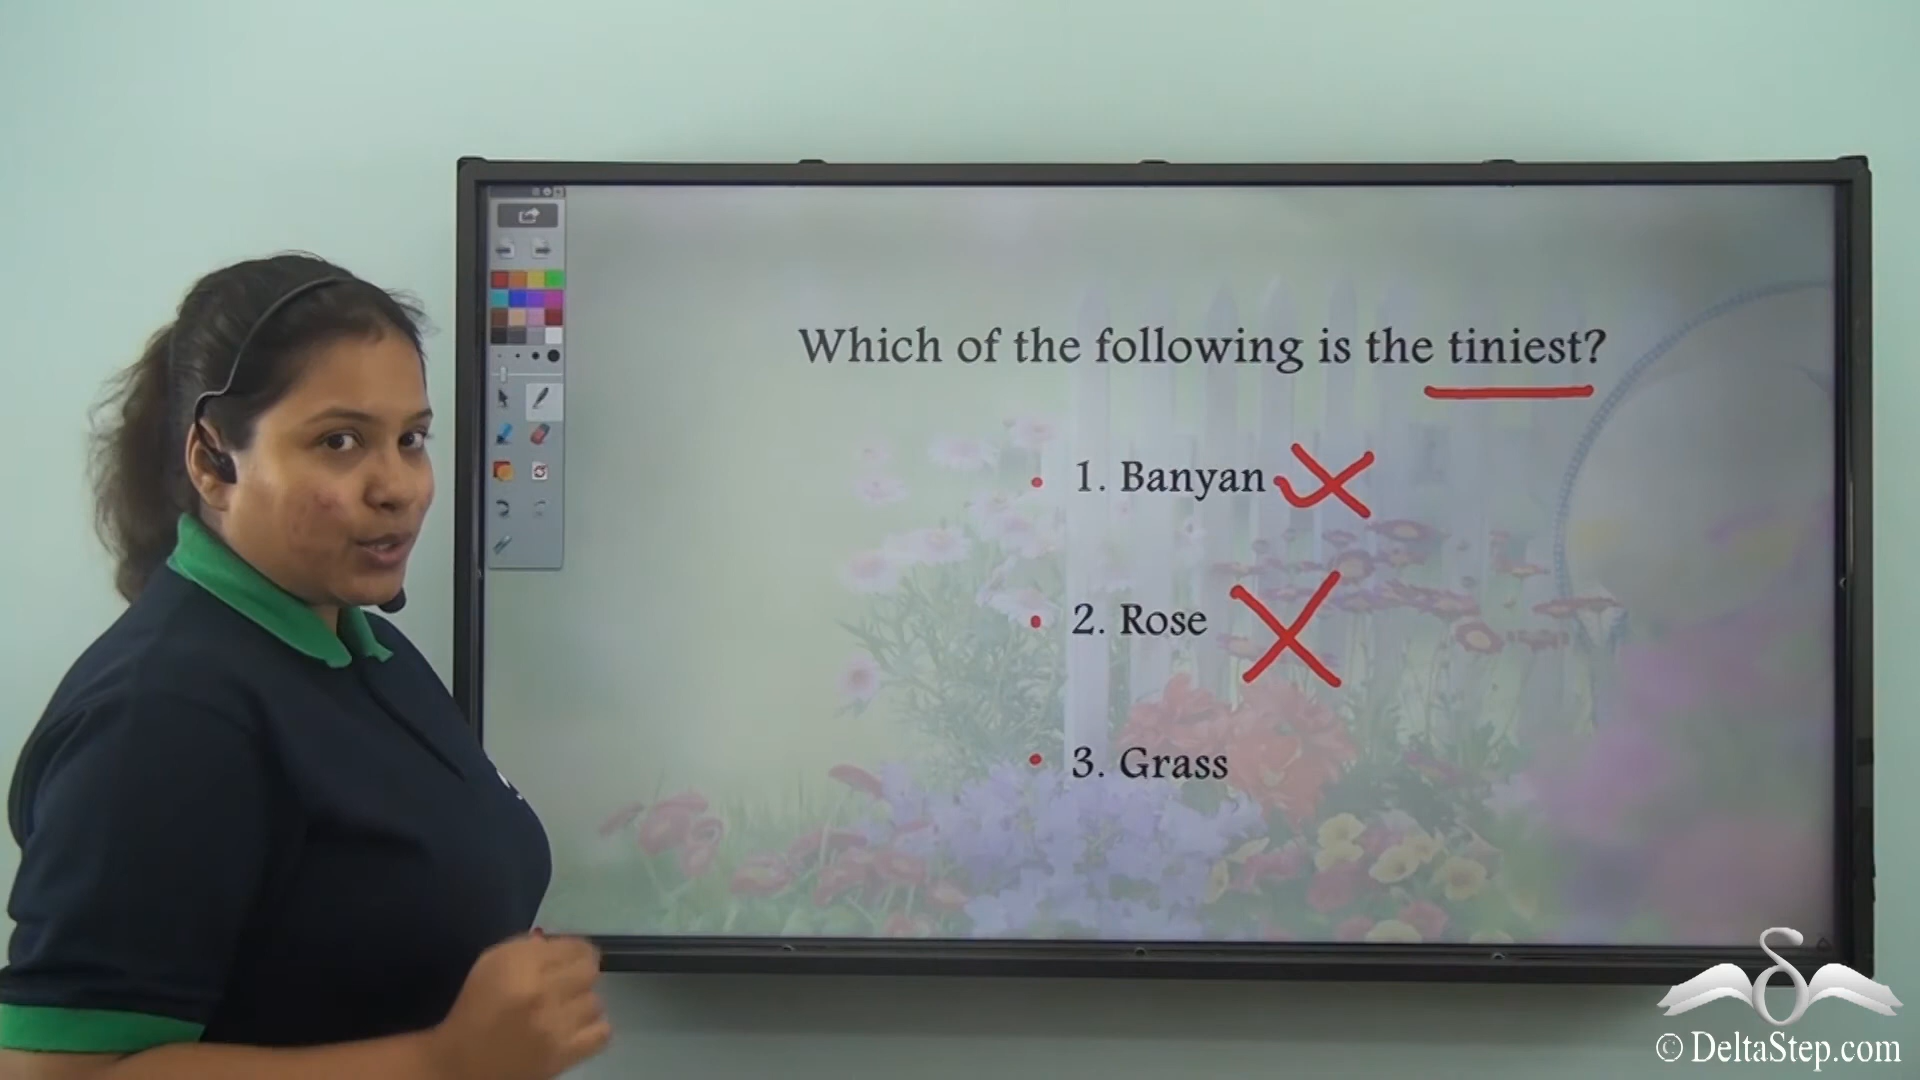 Which of the following is the tiniest?
• 1. Banyan
• 2. Rose
• 3. Grass
© DeltaStep.com